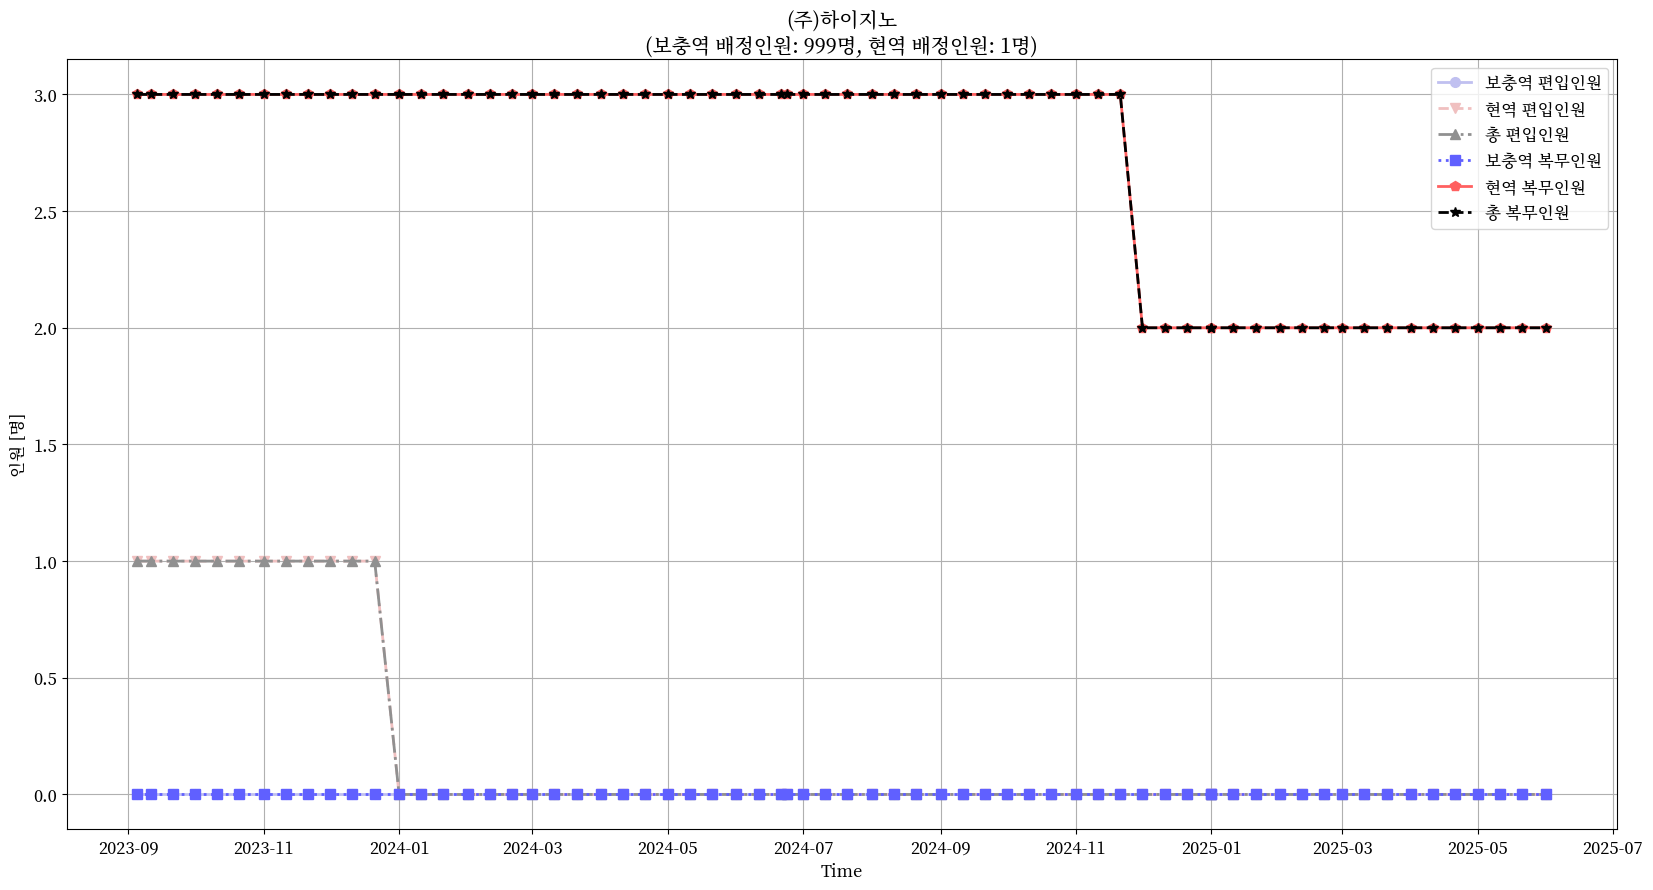 (주)하이지노
(보충역 배정인원: 999명, 현역 배정인원: 1명)
보충역 편입인원
현역 편입인원
총 편입인원
보충역 복무인원
현역 복무인원
총 복무인원
인원 [명]
3.0
2.5
2.0
1.5
1.0
0.5
0.0
2023-09 2023-11 2024-01 2024-03 2024-05 2024-07 2024-09 2024-11 2025-01 2025-03 2025-05 2025-07
Time